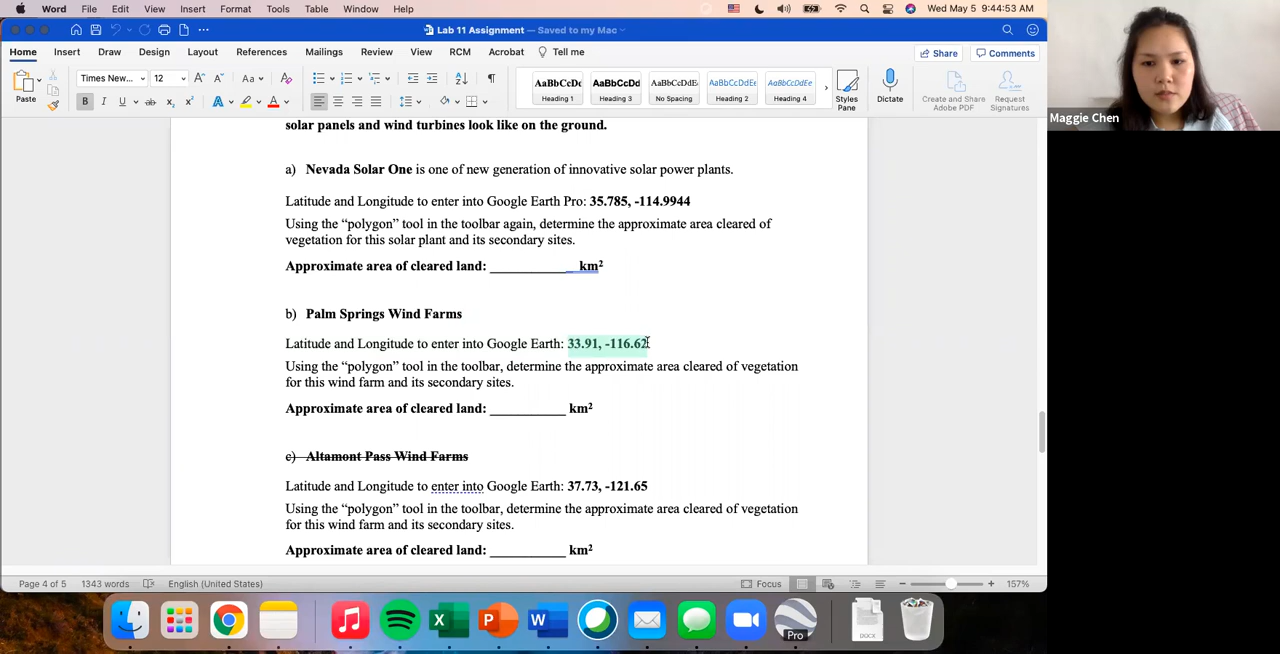 Word File Edit View Insert Format Tools Table Window Help Wed May 5 9:44:53 AM
Lab 11 Assignment — Saved to my Mac
Home Insert Draw Design Layout References Mailings Review View RCM Acrobat Tell me Share Comments
Paste Times New... 12 Aa AaBbCcDc AaBbCcDd AaBbCcDd AaBbCcDdE AaBbCcDdEe
B I U ab x₂ x² A A Heading 1 Heading 3 No Spacing Heading 2 Heading 4 Styles Pane Dictate Create and Share Adobe PDF Request Signatures
Maggie Chen
solar panels and wind turbines look like on the ground.
a) Nevada Solar One is one of new generation of innovative solar power plants.
Latitude and Longitude to enter into Google Earth Pro: 35.785, -114.9944
Using the “polygon” tool in the toolbar again, determine the approximate area cleared of
vegetation for this solar plant and its secondary sites.
Approximate area of cleared land: ____________ km²
b) Palm Springs Wind Farms
Latitude and Longitude to enter into Google Earth: 33.91, -116.62
Using the “polygon” tool in the toolbar, determine the approximate area cleared of vegetation
for this wind farm and its secondary sites.
Approximate area of cleared land: ___________ km²
c) Altamont Pass Wind Farms
Latitude and Longitude to enter into Google Earth: 37.73, -121.65
Using the “polygon” tool in the toolbar, determine the approximate area cleared of vegetation
for this wind farm and its secondary sites.
Approximate area of cleared land: ___________ km²
Page 4 of 5 1343 words English (United States) Focus 157%
X P W Pro DOCX